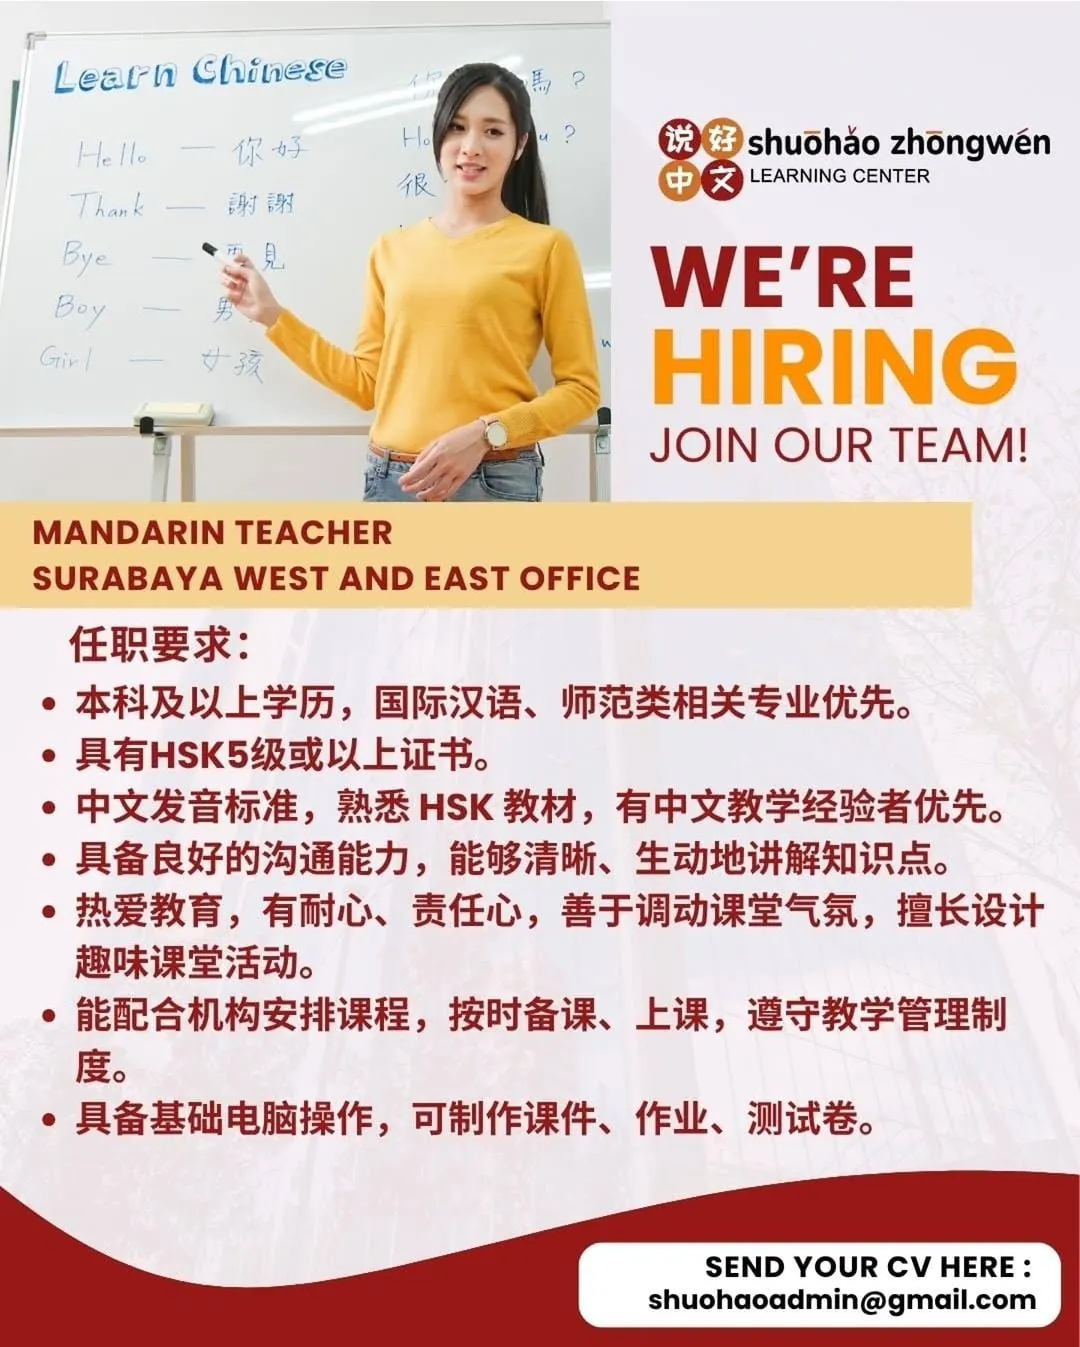 Learn Chinese
Hello — 你好
Thank — 謝謝
Bye — 再見
Boy — 男
Girl — 女孩
你 嗎 ?
Ho u ?
很
说好
中文
shuōhǎo zhōngwén
LEARNING CENTER
WE’RE
HIRING
JOIN OUR TEAM!
MANDARIN TEACHER
SURABAYA WEST AND EAST OFFICE
任职要求：
• 本科及以上学历，国际汉语、师范类相关专业优先。
• 具有HSK5级或以上证书。
• 中文发音标准，熟悉 HSK 教材，有中文教学经验者优先。
• 具备良好的沟通能力，能够清晰、生动地讲解知识点。
• 热爱教育，有耐心、责任心，善于调动课堂气氛，擅长设计
趣味课堂活动。
• 能配合机构安排课程，按时备课、上课，遵守教学管理制
度。
• 具备基础电脑操作，可制作课件、作业、测试卷。
SEND YOUR CV HERE :
shuohaoadmin@gmail.com